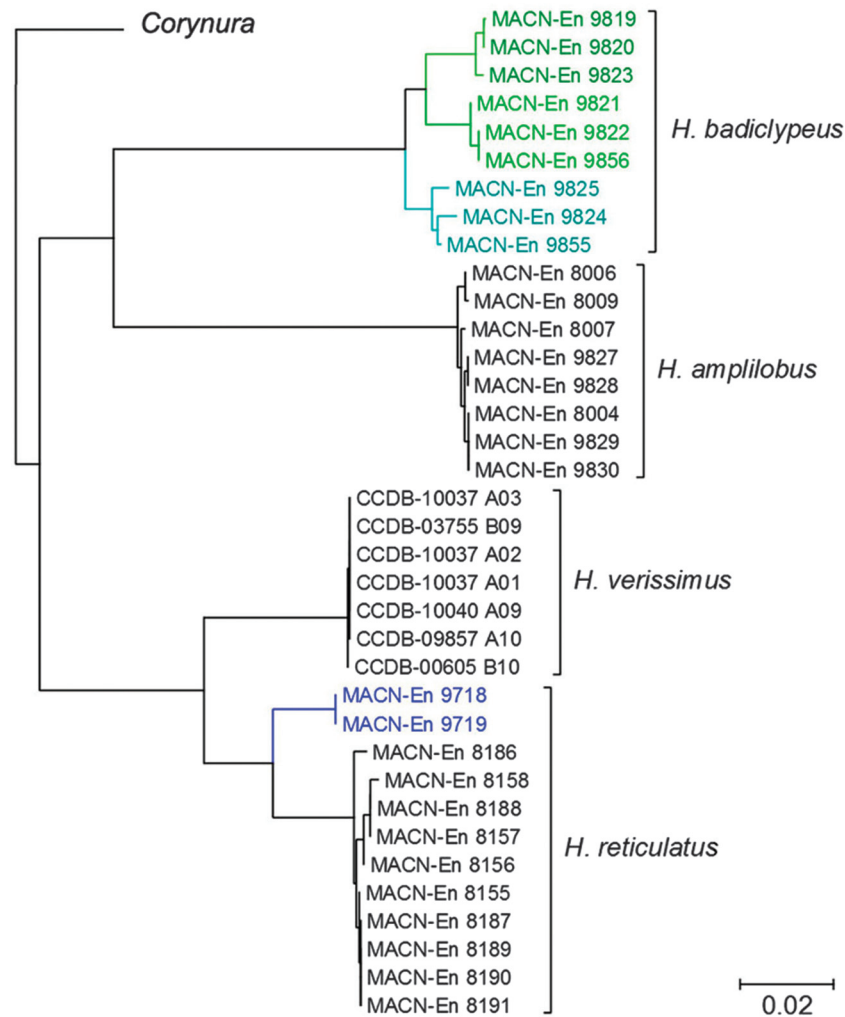 Corynura
MACN-En 9819
MACN-En 9820
MACN-En 9823
MACN-En 9821
MACN-En 9822
MACN-En 9856
MACN-En 9825
MACN-En 9824
MACN-En 9855
H. badiclypeus
MACN-En 8006
MACN-En 8009
MACN-En 8007
MACN-En 9827
MACN-En 9828
MACN-En 8004
MACN-En 9829
MACN-En 9830
H. amplilobus
CCDB-10037 A03
CCDB-03755 B09
CCDB-10037 A02
CCDB-10037 A01
CCDB-10040 A09
CCDB-09857 A10
CCDB-00605 B10
H. verissimus
MACN-En 9718
MACN-En 9719
MACN-En 8186
MACN-En 8158
MACN-En 8188
MACN-En 8157
MACN-En 8156
MACN-En 8155
MACN-En 8187
MACN-En 8189
MACN-En 8190
MACN-En 8191
H. reticulatus
0.02